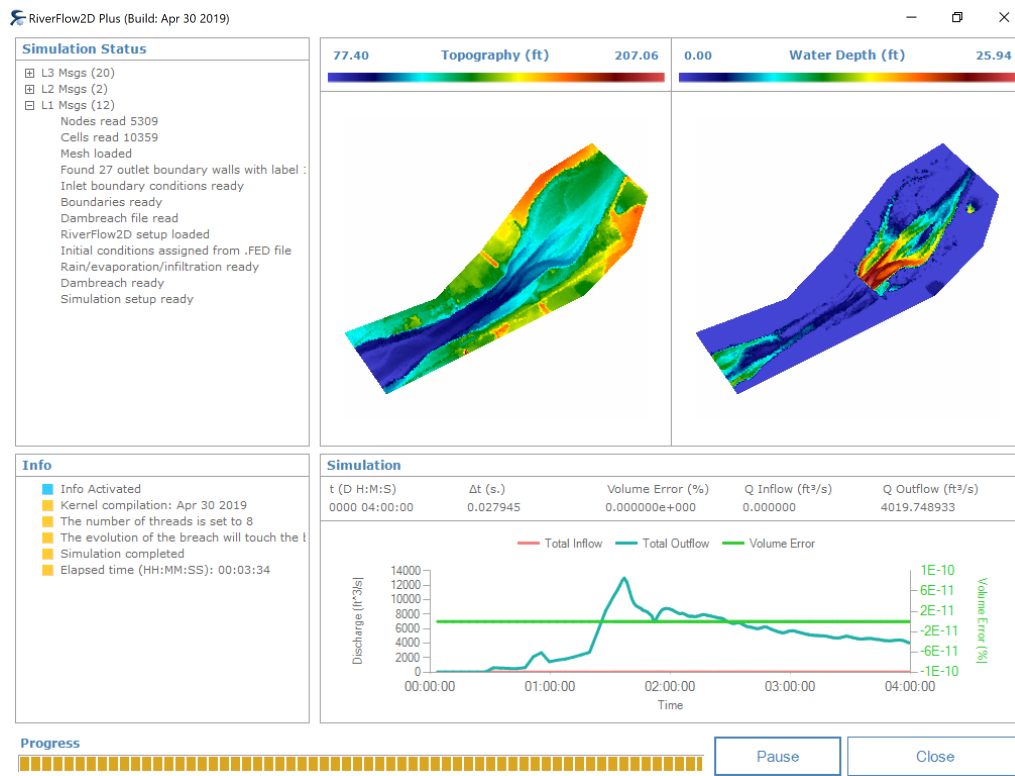 RiverFlow2D Plus (Build: Apr 30 2019)
Simulation Status
L3 Msgs (20)
L2 Msgs (2)
L1 Msgs (12)
Nodes read 5309
Cells read 10359
Mesh loaded
Found 27 outlet boundary walls with label
Inlet boundary conditions ready
Boundaries ready
Dambreach file read
RiverFlow2D setup loaded
Initial conditions assigned from .FED file
Rain/evaporation/infiltration ready
Dambreach ready
Simulation setup ready
77.40 Topography (ft) 207.06
0.00 Water Depth (ft) 25.94
Info
Info Activated
Kernel compilation: Apr 30 2019
The number of threads is set to 8
The evolution of the breach will touch the
Simulation completed
Elapsed time (HH:MM:SS): 00:03:34
Simulation
t (D H:M:S) Δt (s.) Volume Error (%) Q Inflow (ft³/s) Q Outflow (ft³/s)
0000 04:00:00 0.027945 0.000000e+000 0.000000 4019.748933
Total Inflow Total Outflow Volume Error
Discharge [ft^3/s]
14000
12000
10000
8000
6000
4000
2000
0
1E-10
6E-11
2E-11
-2E-11
-6E-11
-1E-10
Volume Error [%]
00:00:00 01:00:00 02:00:00 03:00:00 04:00:00
Time
Progress
Pause
Close